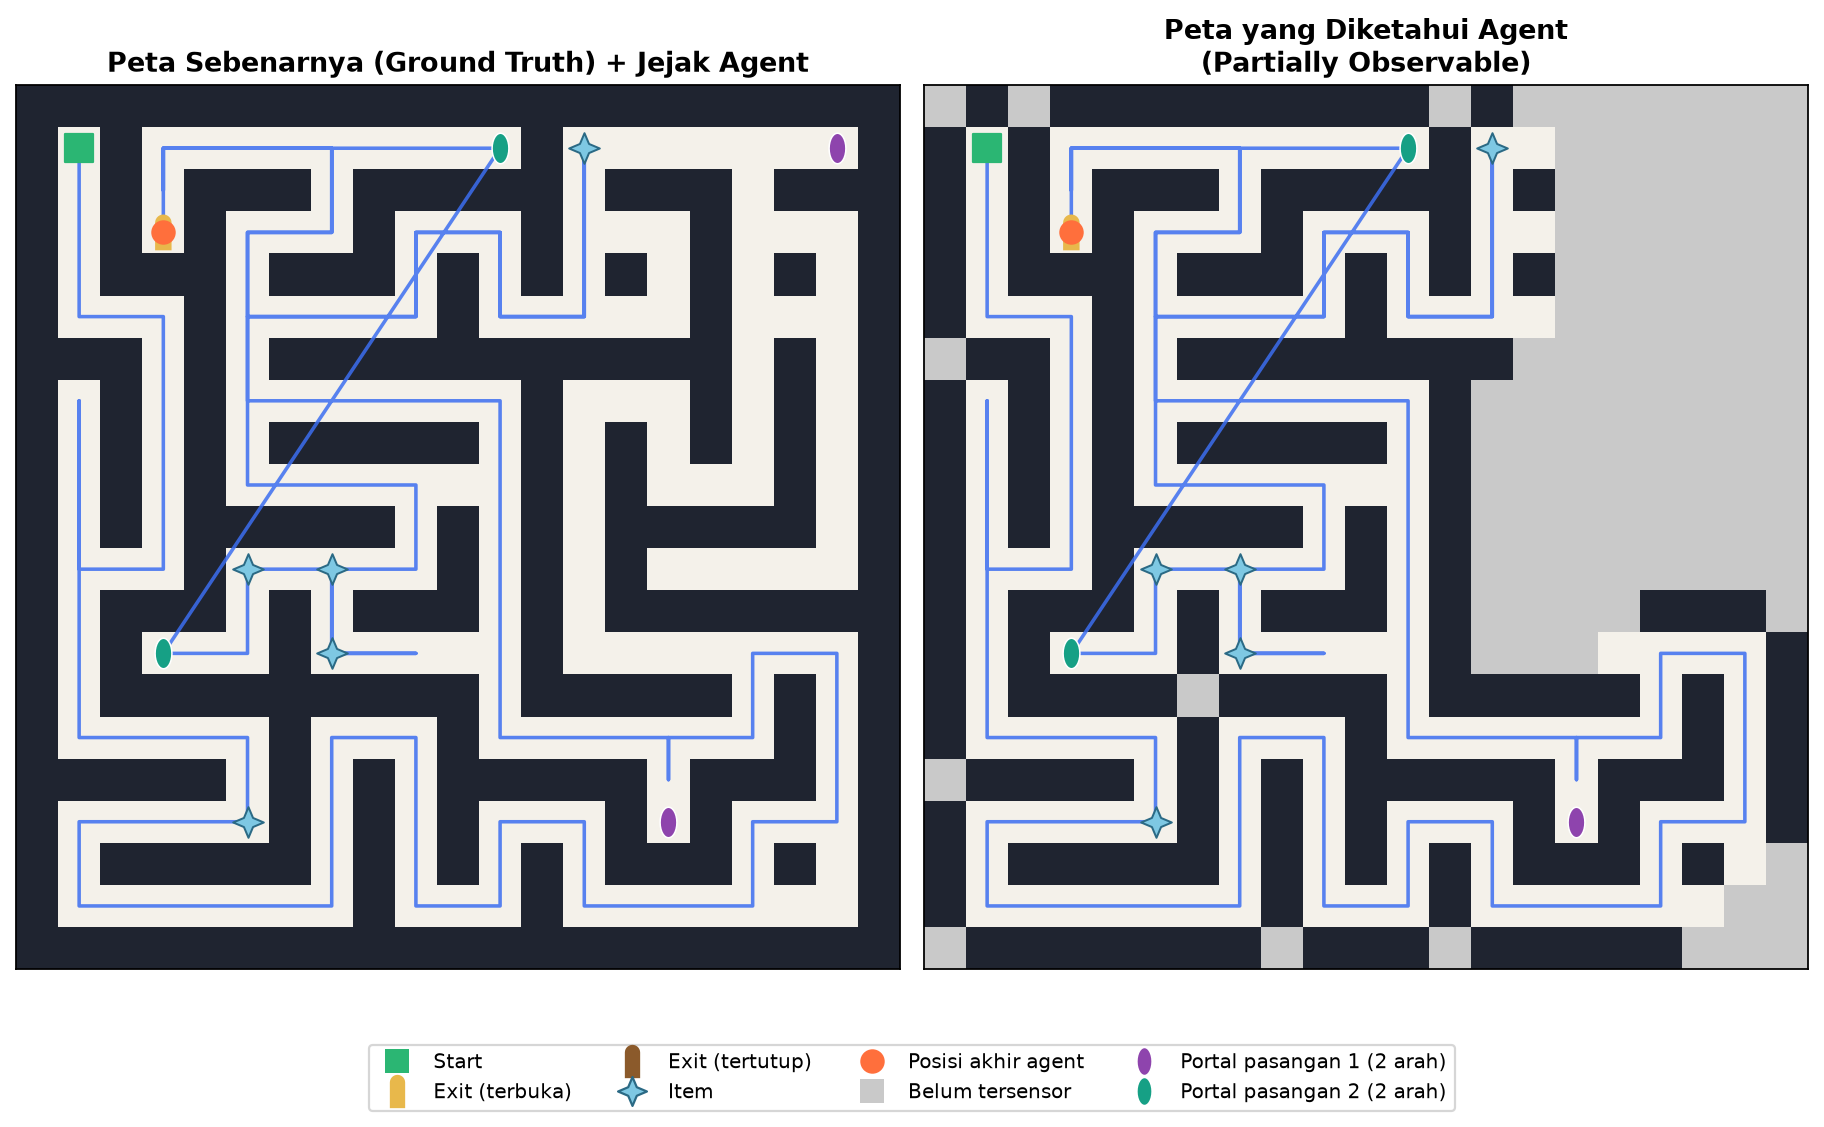 Peta Sebenarnya (Ground Truth) + Jejak Agent
Peta yang Diketahui Agent
(Partially Observable)
Start
Exit (terbuka)
Exit (tertutup)
Item
Posisi akhir agent
Belum tersensor
Portal pasangan 1 (2 arah)
Portal pasangan 2 (2 arah)